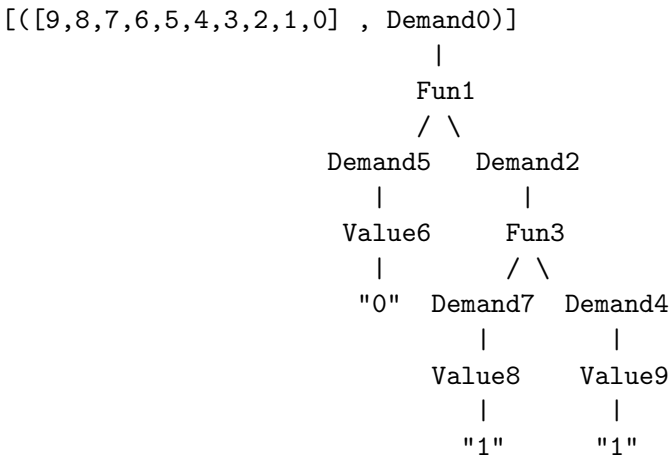 [([9,8,7,6,5,4,3,2,1,0] , Demand0)]
|
Fun1
/ \
Demand5 Demand2
| |
Value6 Fun3
| / \
"0" Demand7 Demand4
| |
Value8 Value9
| |
"1" "1"